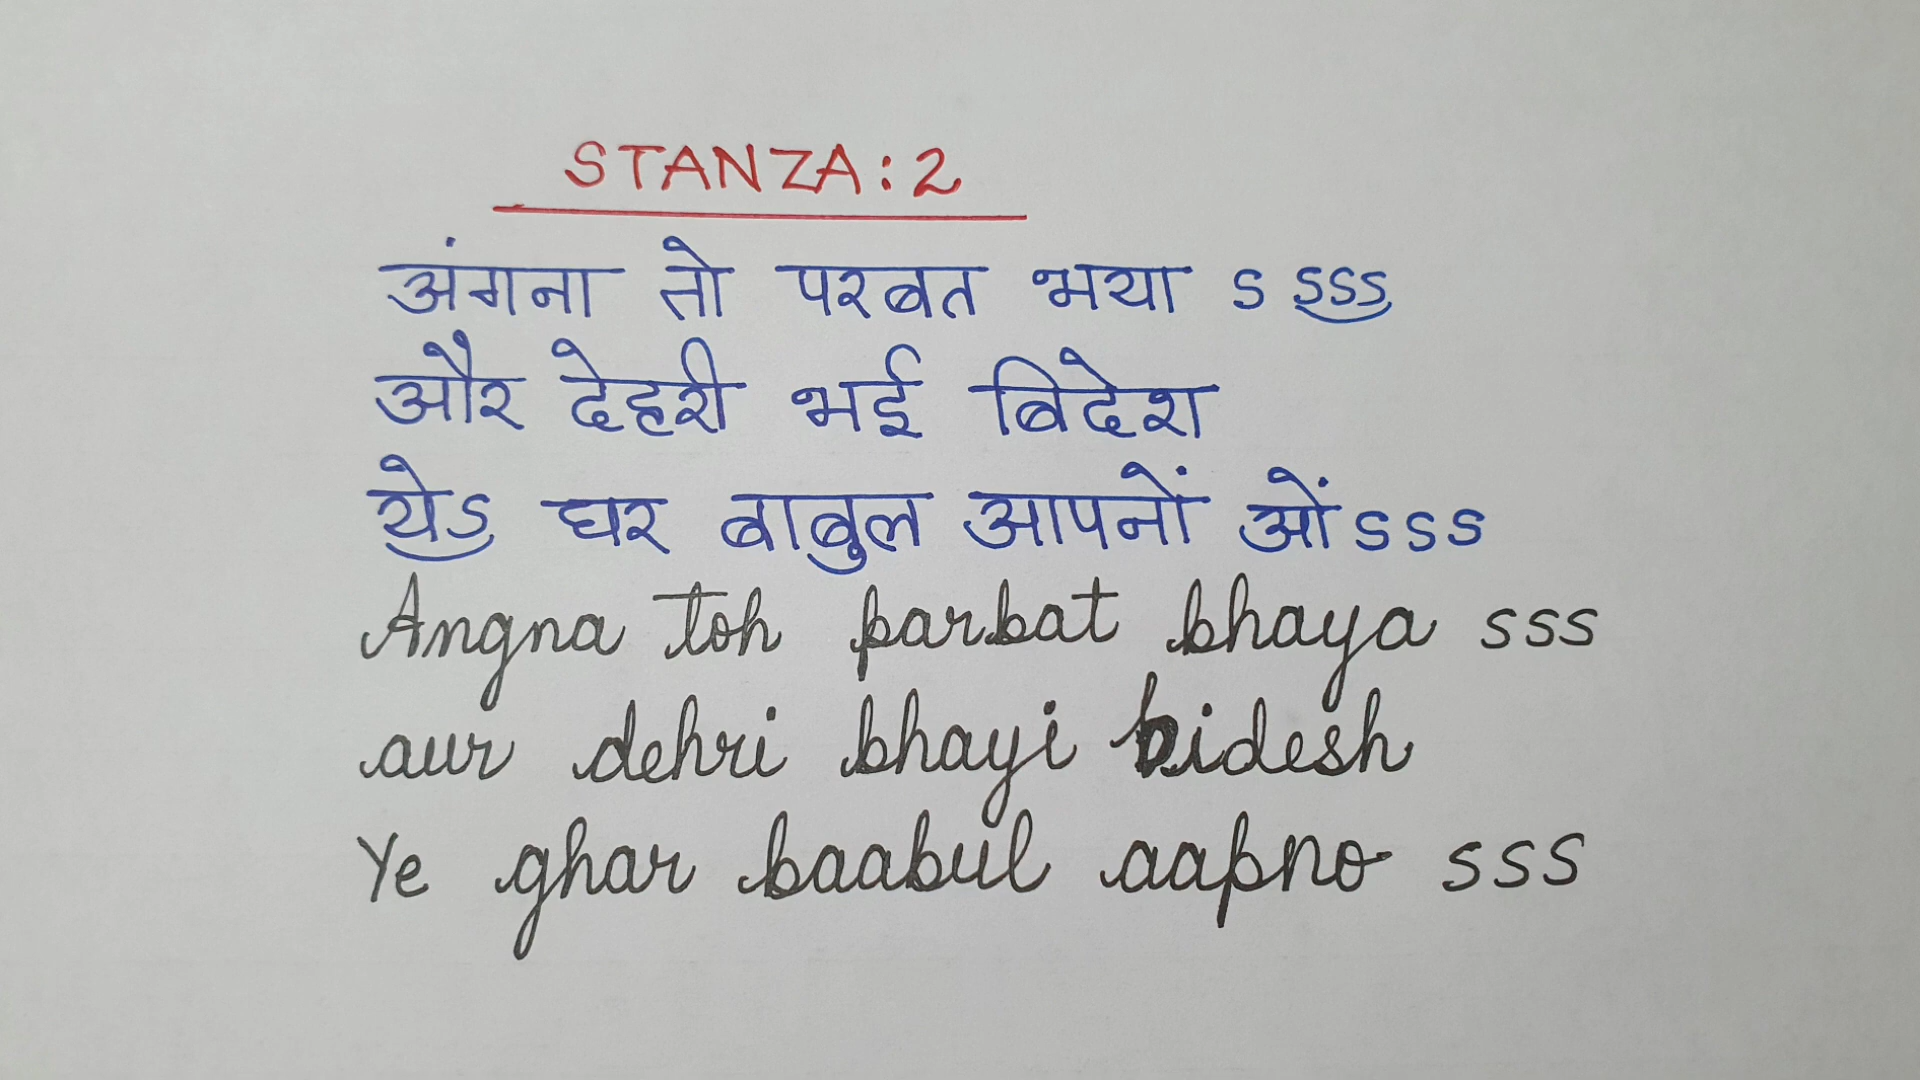 STANZA:2
अंगना तो परबत भया ऽ ऽऽऽ
और देहरी भई बिदेश
येऽ घर बाबुल आपनों ओंऽऽऽ
Angna toh parbat bhaya sss
aur dehri bhayi bidesh
Ye ghar baabul aapno sss